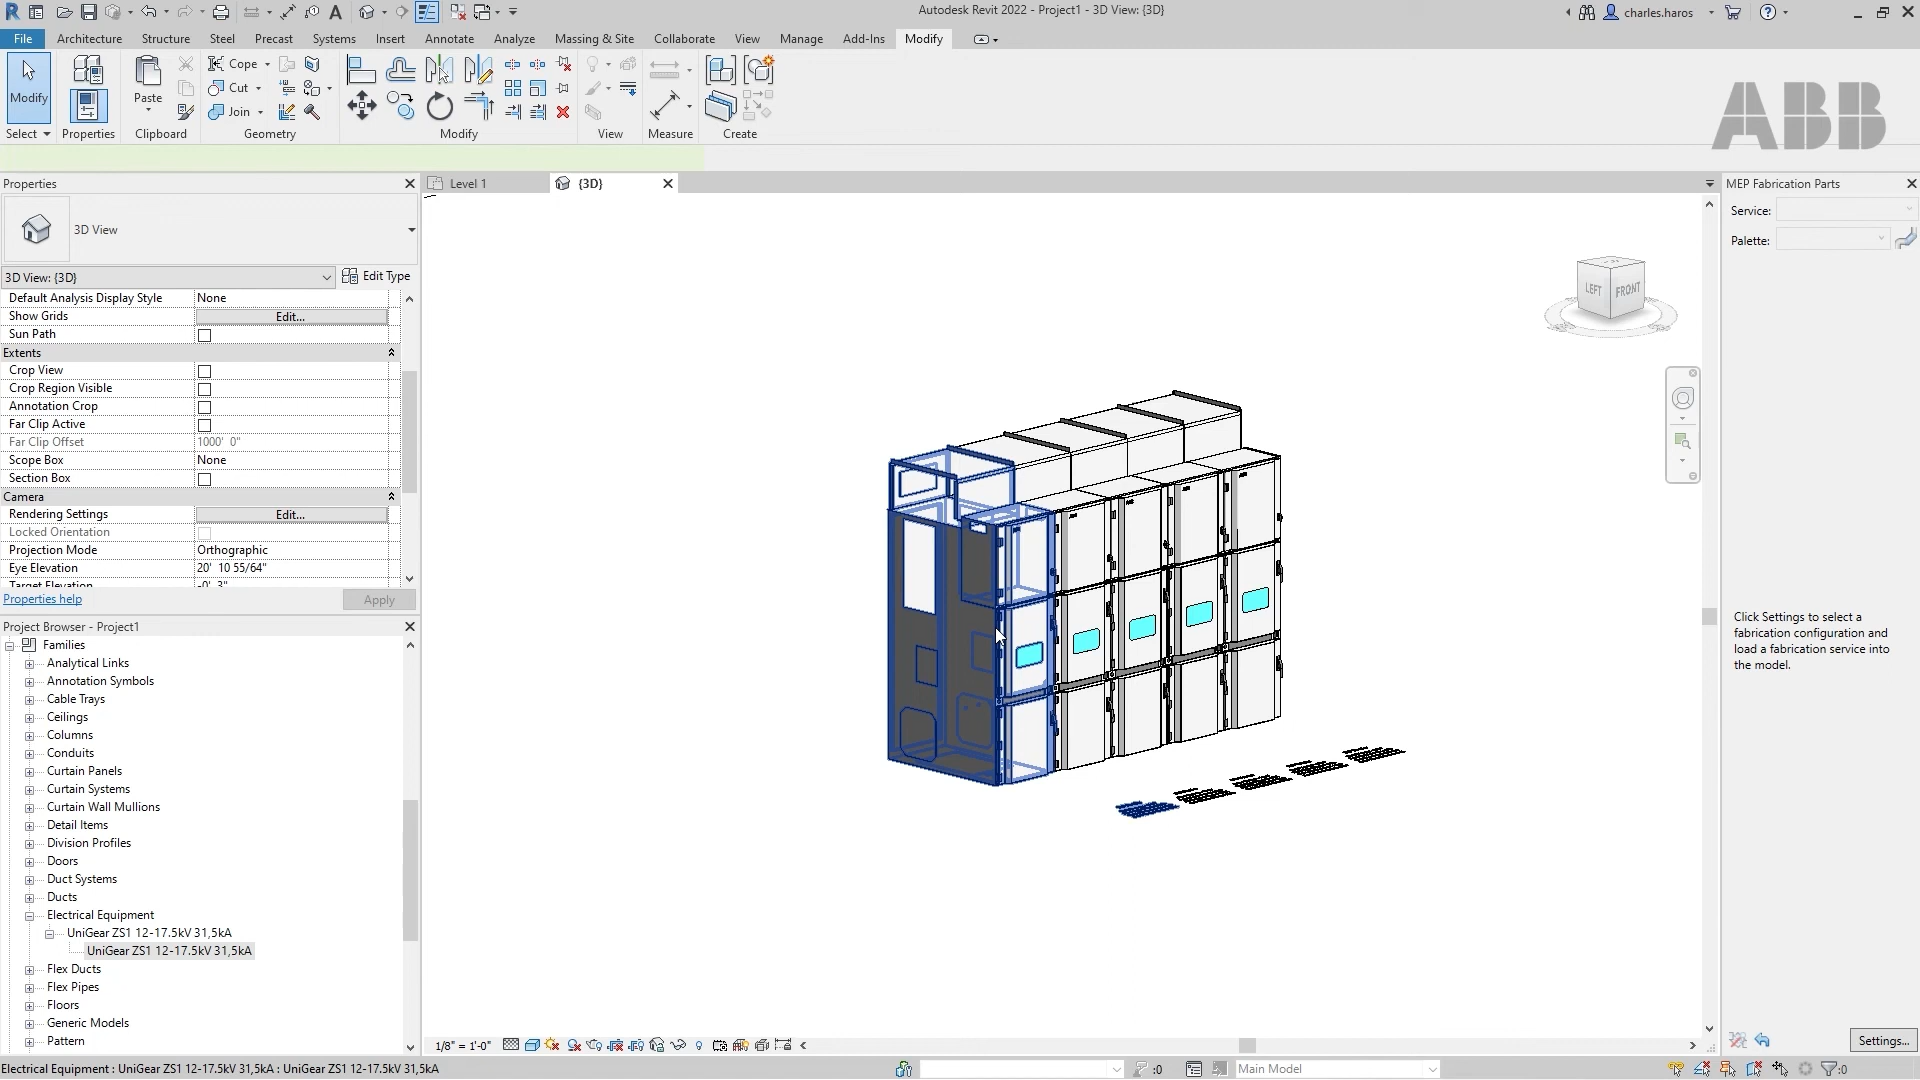 Autodesk Revit 2022 - Project1 - 3D View: {3D}
charles.haros
File
Architecture
Structure
Steel
Precast
Systems
Insert
Annotate
Analyze
Massing & Site
Collaborate
View
Manage
Add-Ins
Modify
Modify
Paste
Cope
Cut
Join
Select
Properties
Clipboard
Geometry
Modify
View
Measure
Create
ABB
Properties
Level 1
{3D}
MEP Fabrication Parts
3D View
Service:
Palette:
3D View: {3D}
Edit Type
Default Analysis Display Style None
Show Grids Edit...
Sun Path
Extents
Crop View
Crop Region Visible
Annotation Crop
Far Clip Active
Far Clip Offset 1000' 0"
Scope Box None
Section Box
Camera
Rendering Settings Edit...
Locked Orientation
Projection Mode Orthographic
Eye Elevation 20' 10 55/64"
Target Elevation -0' 3"
Properties help
Apply
LEFT
FRONT
Project Browser - Project1
Families
Analytical Links
Annotation Symbols
Cable Trays
Ceilings
Columns
Conduits
Curtain Panels
Curtain Systems
Curtain Wall Mullions
Detail Items
Division Profiles
Doors
Duct Systems
Ducts
Electrical Equipment
UniGear ZS1 12-17.5kV 31,5kA
UniGear ZS1 12-17.5kV 31,5kA
Flex Ducts
Flex Pipes
Floors
Generic Models
Pattern
Click Settings to select a
fabrication configuration and
load a fabrication service into
the model.
Settings...
1/8" = 1'-0"
Electrical Equipment : UniGear ZS1 12-17.5kV 31,5kA : UniGear ZS1 12-17.5kV 31,5kA
:0
Main Model
:0